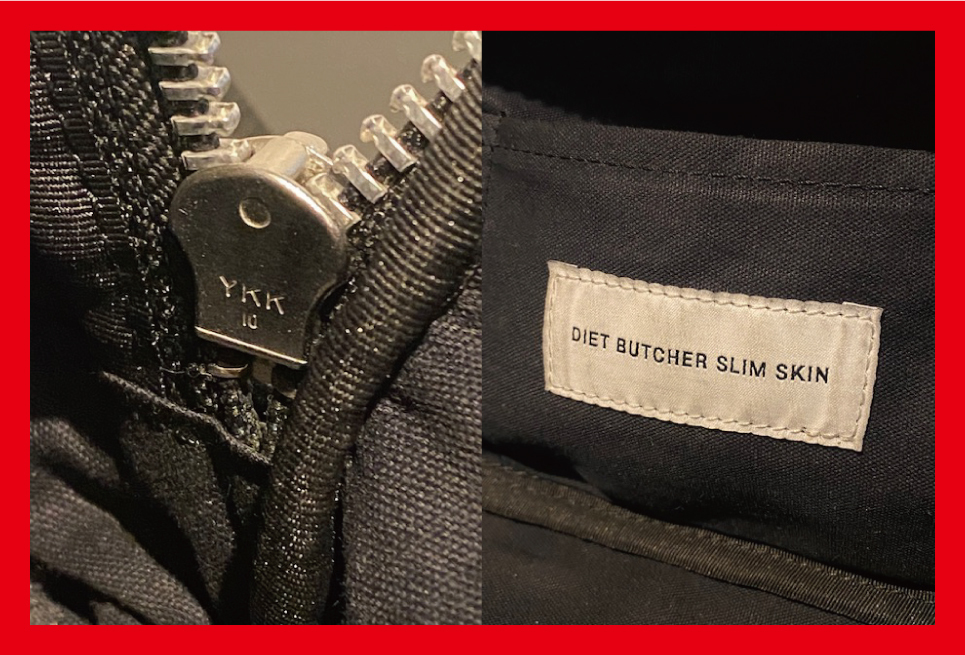 YKK
10
DIET BUTCHER SLIM SKIN